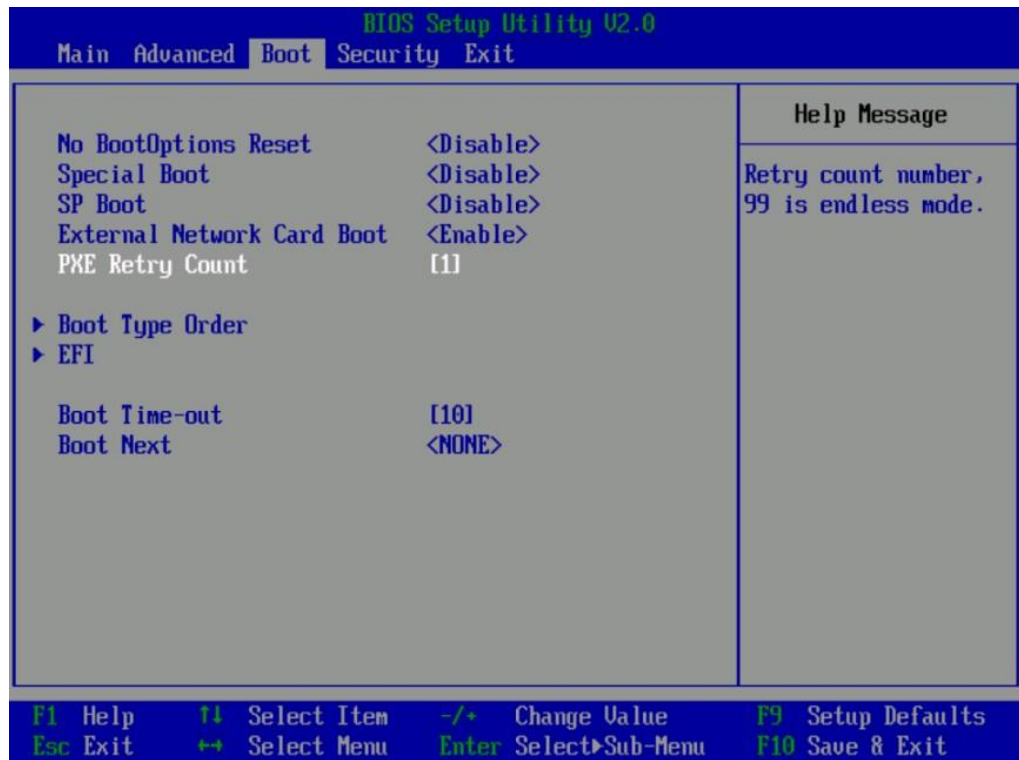 BIOS Setup Utility V2.0
Main Advanced Boot Security Exit
No BootOptions Reset <Disable>
Special Boot <Disable>
SP Boot <Disable>
External Network Card Boot <Enable>
PXE Retry Count [1]
▶ Boot Type Order
▶ EFI
Boot Time-out [10]
Boot Next <NONE>
Help Message
Retry count number,
99 is endless mode.
F1 Help ↑↓ Select Item -/+ Change Value F9 Setup Defaults
Esc Exit ←→ Select Menu Enter Select▶Sub-Menu F10 Save & Exit